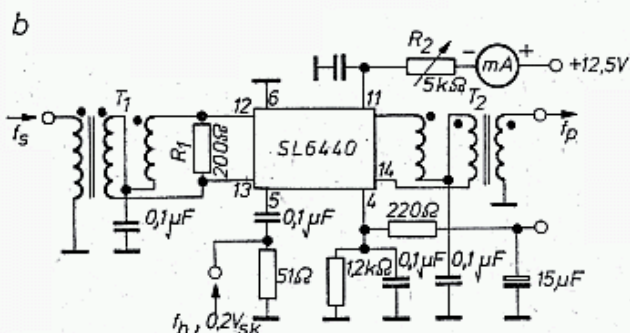 b
R2
5kΩ
- mA +
+12,5V
T1
6
11
T2
fs
12
R1
200Ω
SL6440
fp
13
14
5
4
220Ω
0,1µF
0,1µF
51Ω
1,2kΩ
0,1µF
0,1µF
15µF
fh, 0,2Vsk